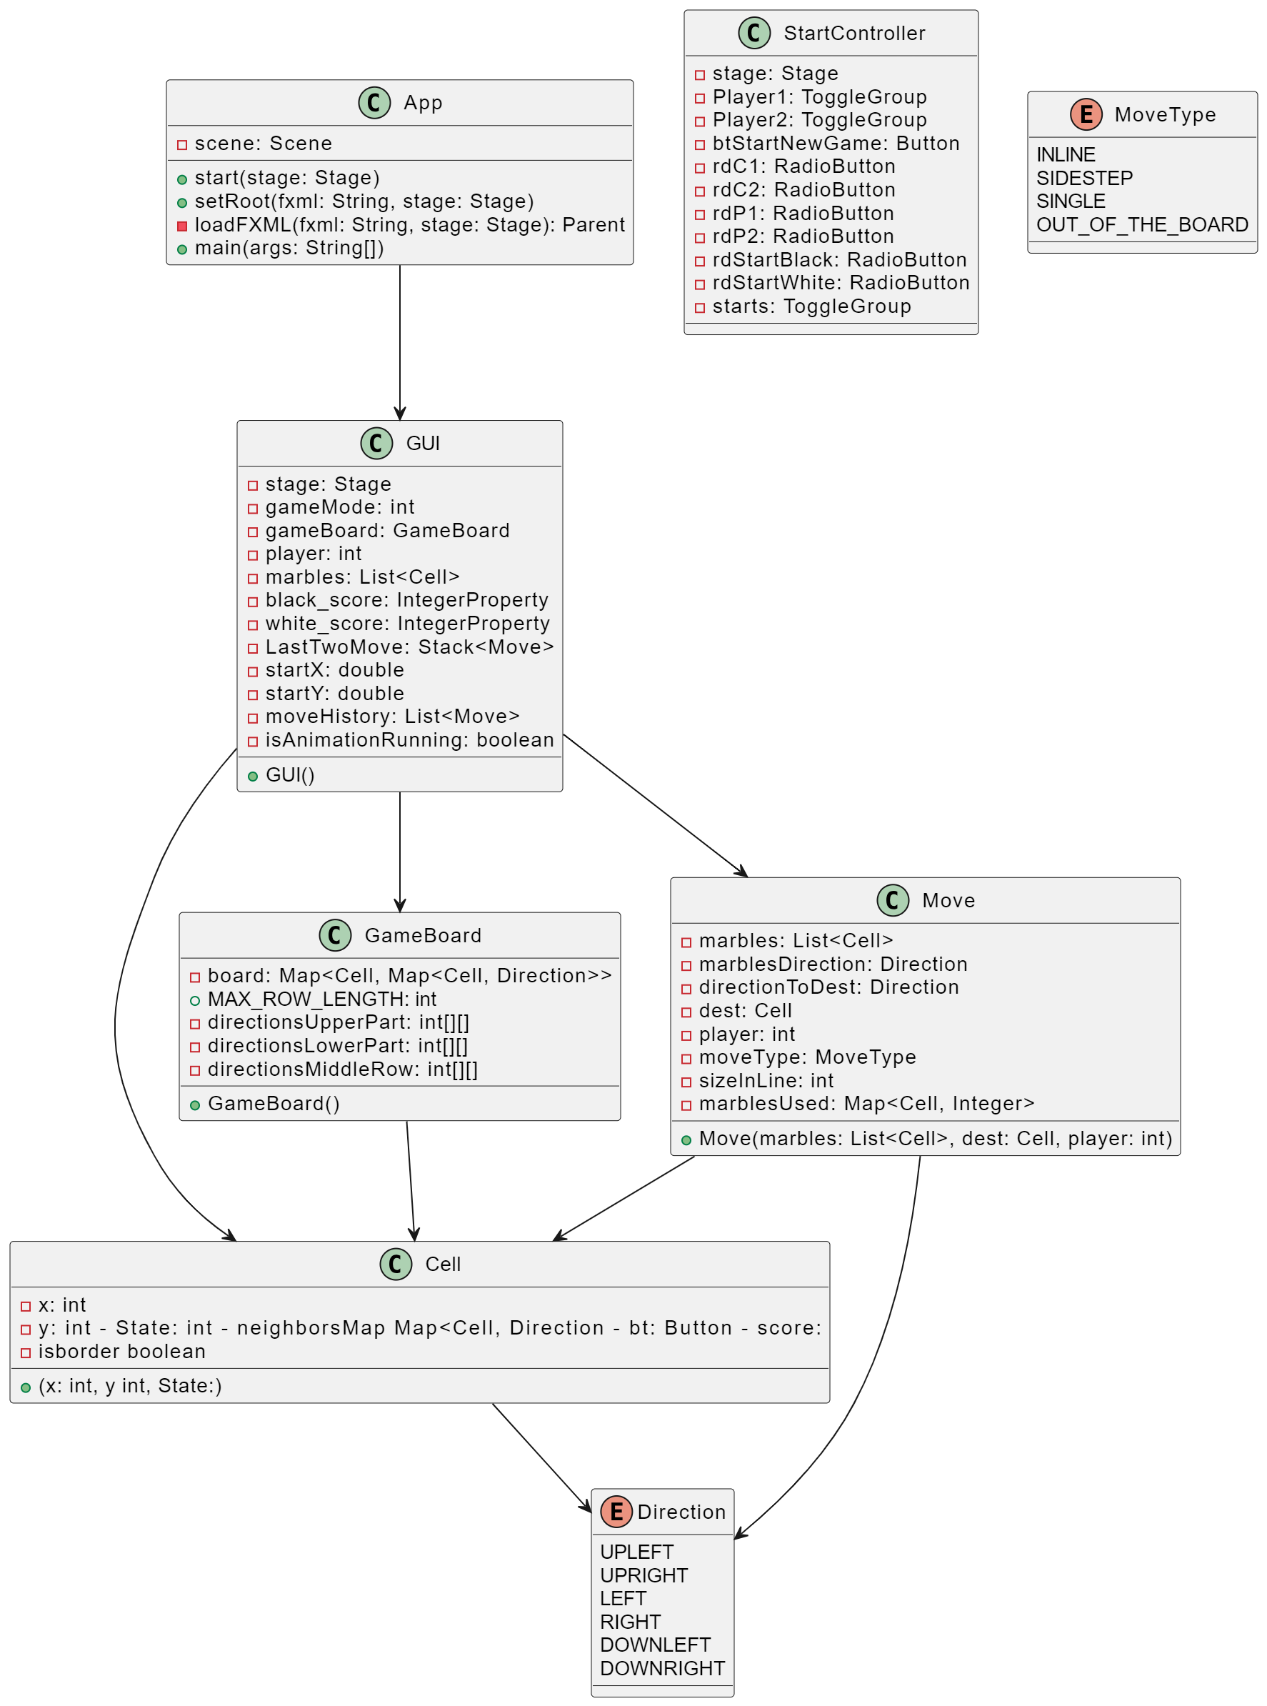 C App
scene: Scene
start(stage: Stage)
setRoot(fxml: String, stage: Stage)
loadFXML(fxml: String, stage: Stage): Parent
main(args: String[])
C StartController
stage: Stage
Player1: ToggleGroup
Player2: ToggleGroup
btStartNewGame: Button
rdC1: RadioButton
rdC2: RadioButton
rdP1: RadioButton
rdP2: RadioButton
rdStartBlack: RadioButton
rdStartWhite: RadioButton
starts: ToggleGroup
E MoveType
INLINE
SIDESTEP
SINGLE
OUT_OF_THE_BOARD
C GUI
stage: Stage
gameMode: int
gameBoard: GameBoard
player: int
marbles: List<Cell>
black_score: IntegerProperty
white_score: IntegerProperty
LastTwoMove: Stack<Move>
startX: double
startY: double
moveHistory: List<Move>
isAnimationRunning: boolean
GUI()
C GameBoard
board: Map<Cell, Map<Cell, Direction>>
MAX_ROW_LENGTH: int
directionsUpperPart: int[][]
directionsLowerPart: int[][]
directionsMiddleRow: int[][]
GameBoard()
C Move
marbles: List<Cell>
marblesDirection: Direction
directionToDest: Direction
dest: Cell
player: int
moveType: MoveType
sizeInLine: int
marblesUsed: Map<Cell, Integer>
Move(marbles: List<Cell>, dest: Cell, player: int)
C Cell
x: int
y: int - State: int - neighborsMap Map<Cell, Direction - bt: Button - score:
isborder boolean
(x: int, y int, State:)
E Direction
UPLEFT
UPRIGHT
LEFT
RIGHT
DOWNLEFT
DOWNRIGHT